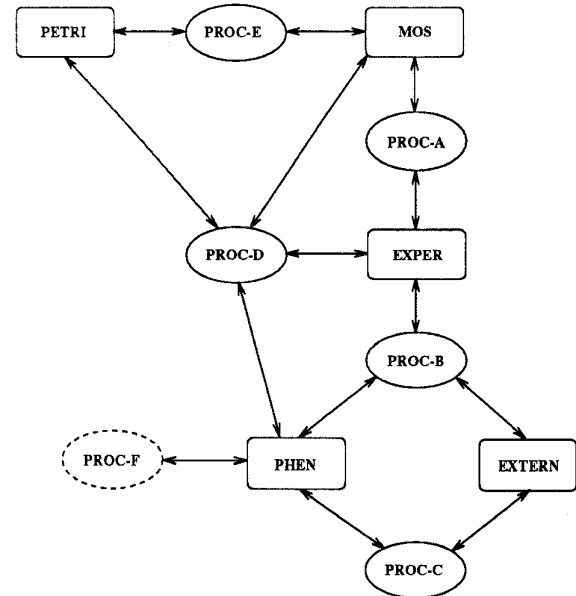 PETRI
PROC-E
MOS
PROC-A
PROC-D
EXPER
PROC-B
PROC-F
PHEN
EXTERN
PROC-C